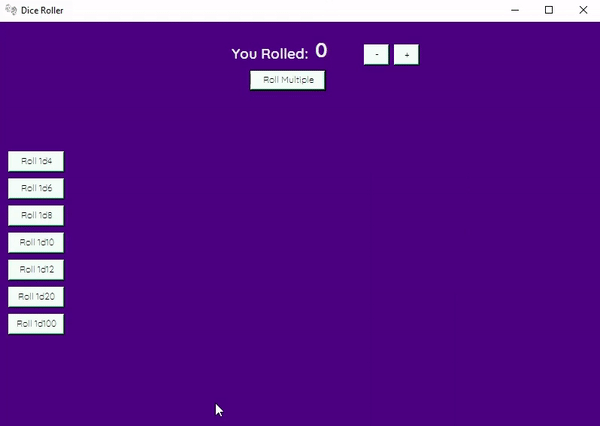 Dice Roller
You Rolled: 0
- +
Roll Multiple
Roll 1d4
Roll 1d6
Roll 1d8
Roll 1d10
Roll 1d12
Roll 1d20
Roll 1d100